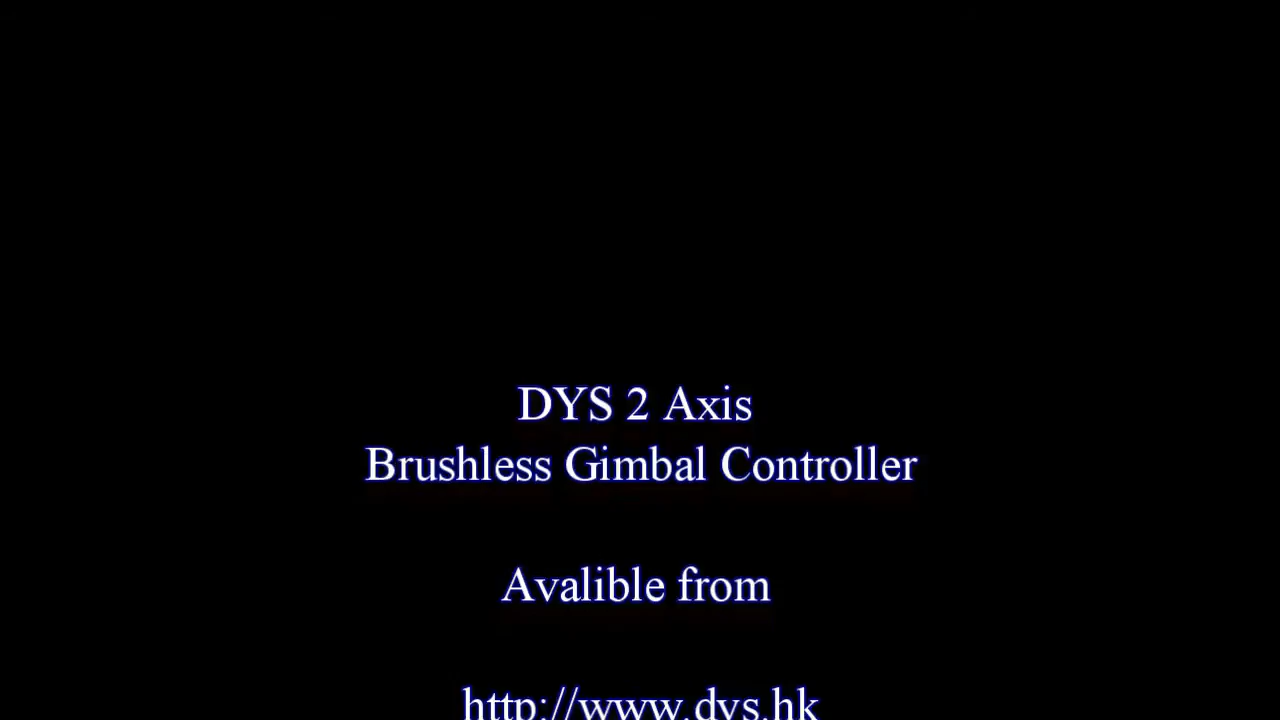 DYS 2 Axis
Brushless Gimbal Controller
Avalible from
http://www.dys.hk